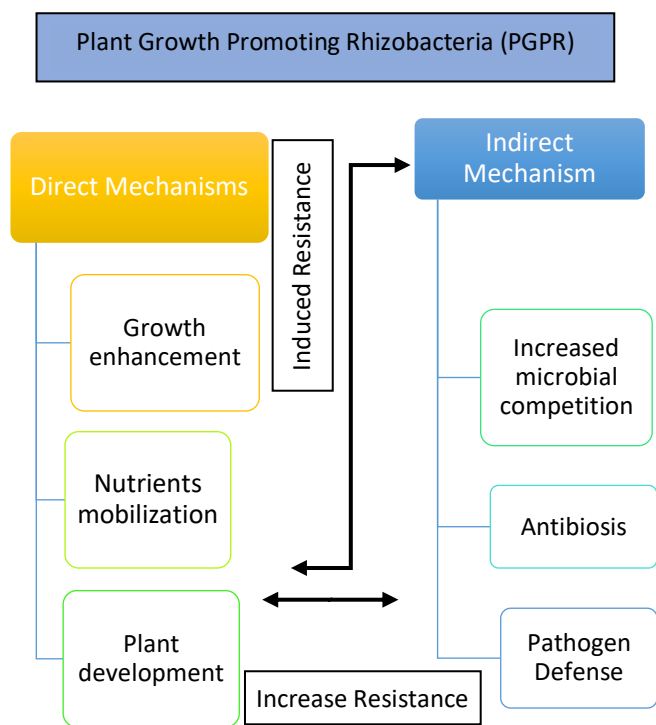 Plant Growth Promoting Rhizobacteria (PGPR)
Direct Mechanisms
Growth
enhancement
Nutrients
mobilization
Plant
development
Induced Resistance
Increase Resistance
Indirect
Mechanism
Increased
microbial
competition
Antibiosis
Pathogen
Defense